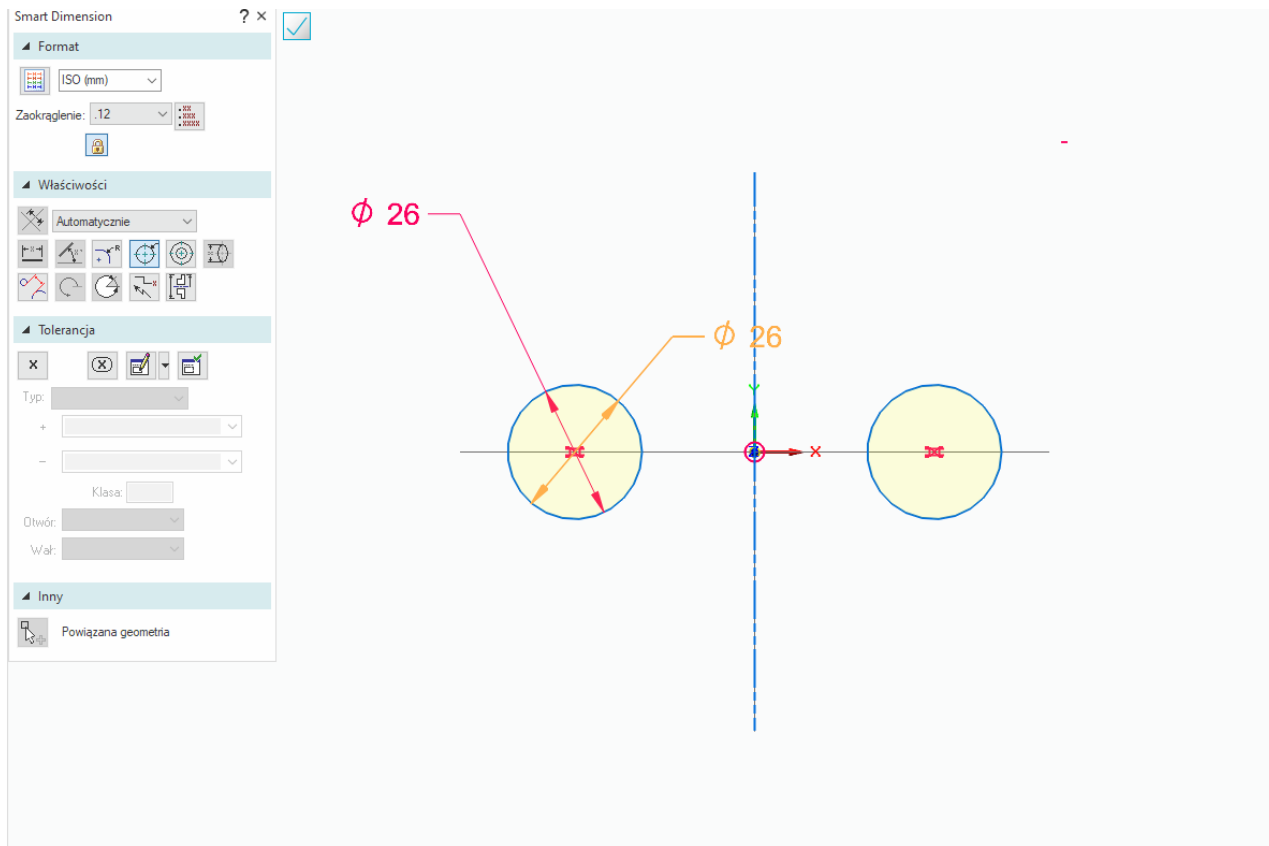 Smart Dimension ? ×
Format
ISO (mm)
Zaokrąglenie: .12
Właściwości
Automatycznie
Tolerancja
x (X)
Typ:
+
−
Klasa:
Otwór:
Wał:
Inny
Powiązana geometria
ϕ 26
ϕ 26
Y
X